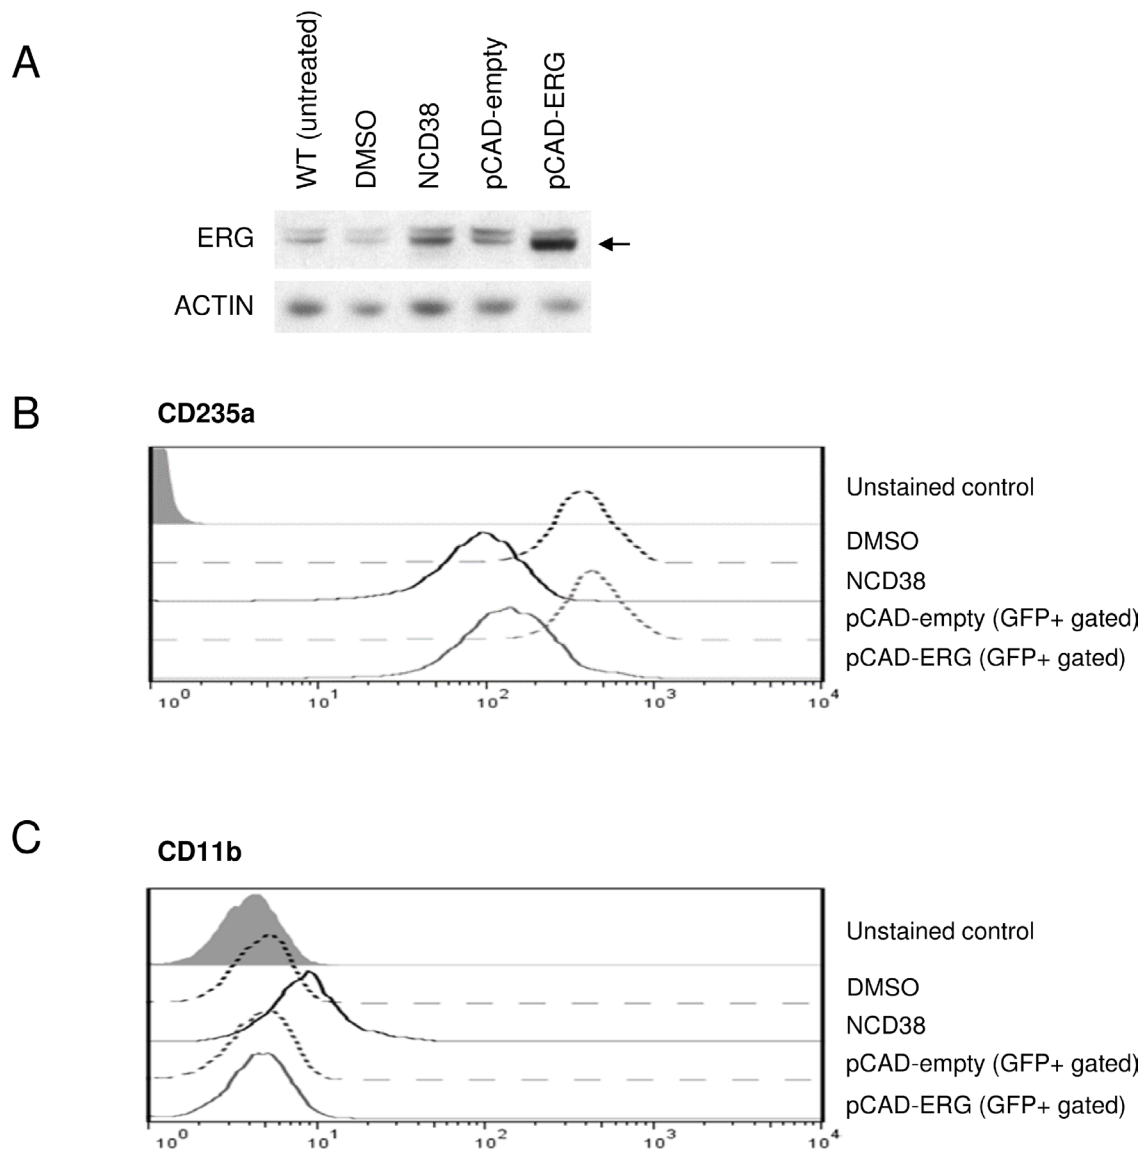 A
WT (untreated)
DMSO
NCD38
pCAD-empty
pCAD-ERG
ERG
ACTIN
B
CD235a
Unstained control
DMSO
NCD38
pCAD-empty (GFP+ gated)
pCAD-ERG (GFP+ gated)
10⁰ 10¹ 10² 10³ 10⁴
C
CD11b
Unstained control
DMSO
NCD38
pCAD-empty (GFP+ gated)
pCAD-ERG (GFP+ gated)
10⁰ 10¹ 10² 10³ 10⁴